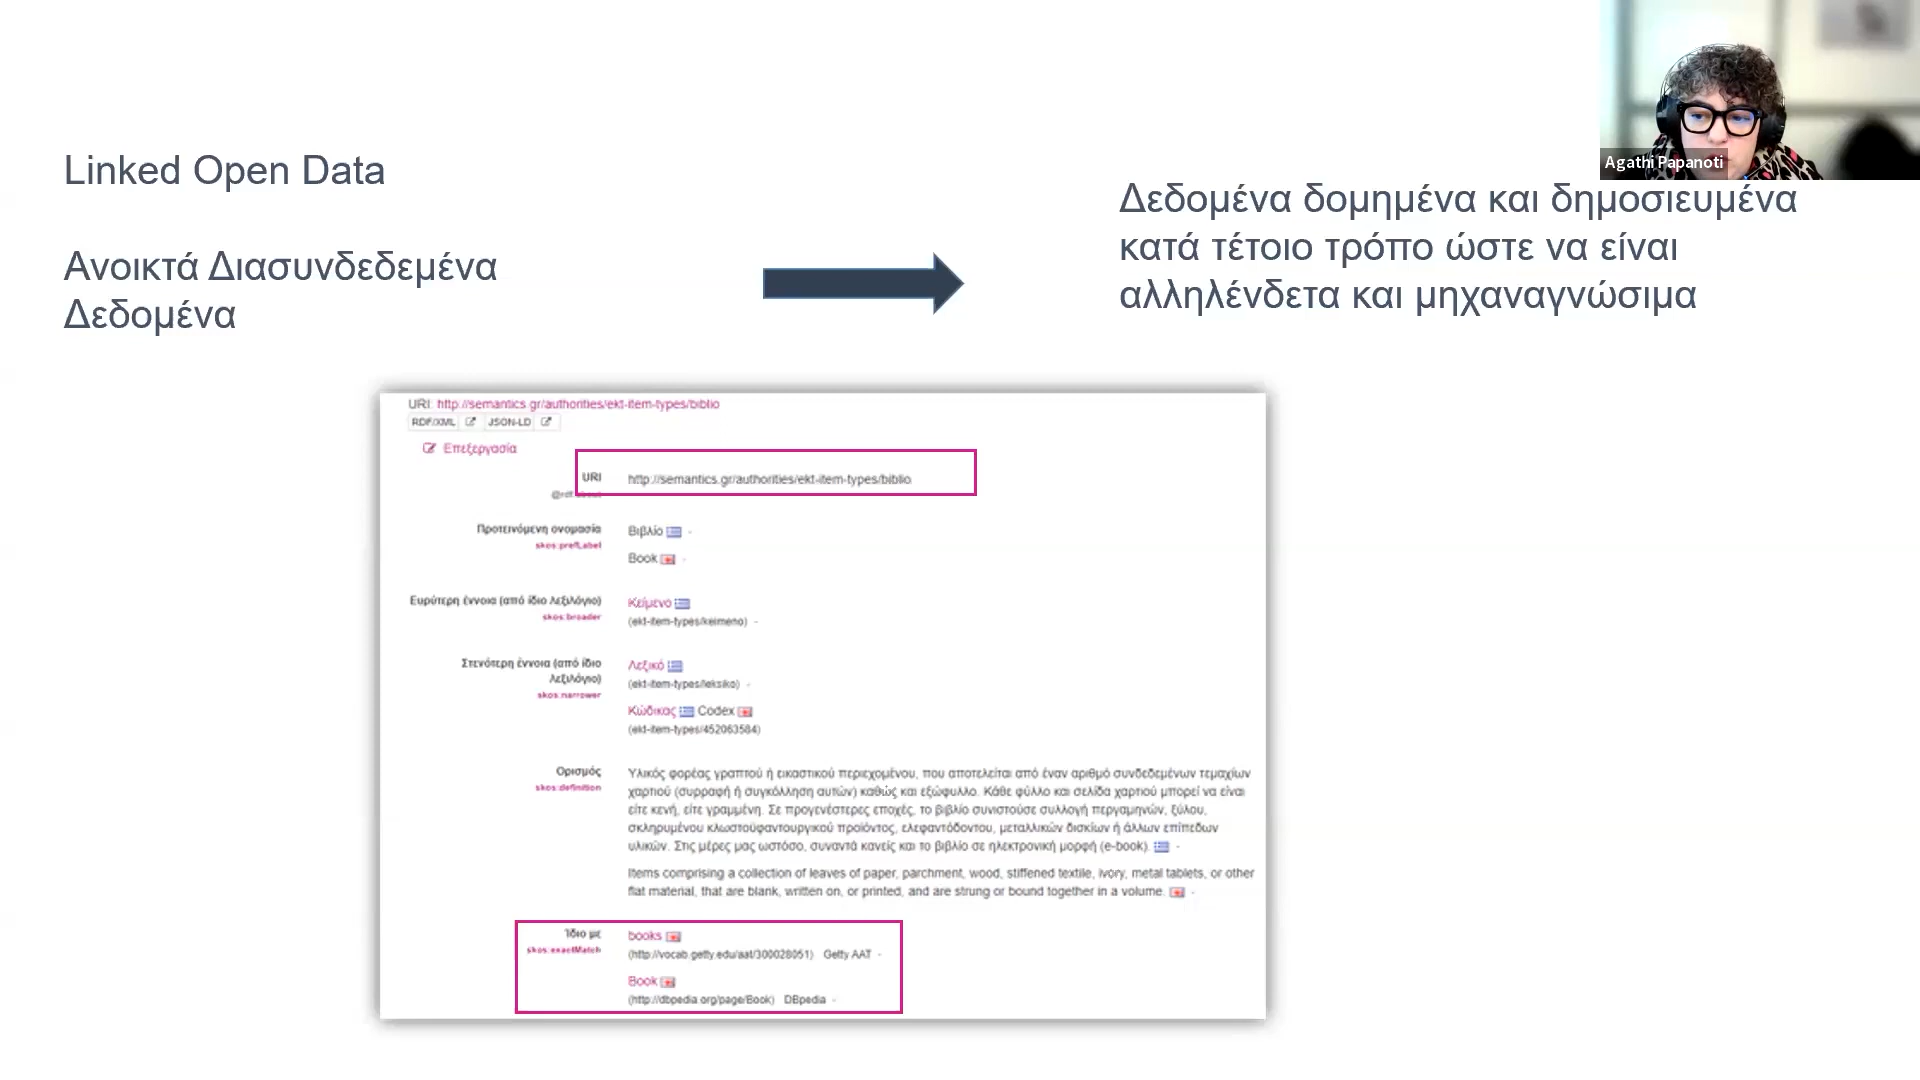 Agathi Papanoti
Linked Open Data
Ανοικτά Διασυνδεδεμένα
Δεδομένα
Δεδομένα δομημένα και δημοσιευμένα
κατά τέτοιο τρόπο ώστε να είναι
αλληλένδετα και μηχαναγνώσιμα
URI: http://semantics.gr/authorities/ekt-item-types/biblio
RDF/XML JSON-LD
Επεξεργασία
URI http://semantics.gr/authorities/ekt-item-types/biblio
Προτεινόμενη ονομασία Βιβλίο -
skos:prefLabel
Book -
Ευρύτερη έννοια (από ίδιο λεξιλόγιο) Κείμενο
skos:broader (ekt-item-types/keimeno) -
Στενότερη έννοια (από ίδιο Λεξικό
λεξιλόγιο) (ekt-item-types/leksiko) -
skos:narrower
Κώδικας Codex
(ekt-item-types/452063584)
Ορισμός Υλικός φορέας γραπτού ή εικαστικού περιεχομένου, που αποτελείται από έναν αριθμό συνδεδεμένων τεμαχίων
skos:definition χαρτιού (συρραφή ή συγκόλληση αυτών) καθώς και εξώφυλλο. Κάθε φύλλο και σελίδα χαρτιού μπορεί να είναι
είτε κενή, είτε γραμμένη. Σε προγενέστερες εποχές, το βιβλίο συνιστούσε συλλογή περγαμηνών, ξύλου,
σκληρυμένου κλωστοϋφαντουργικού προϊόντος, ελεφαντόδοντου, μεταλλικών δισκίων ή άλλων επίπεδων
υλικών. Στις μέρες μας ωστόσο, συναντά κανείς και το βιβλίο σε ηλεκτρονική μορφή (e-book). -
Items comprising a collection of leaves of paper, parchment, wood, stiffened textile, ivory, metal tablets, or other
flat material, that are blank, written on, or printed, and are strung or bound together in a volume. -
Ίδιο με books
skos:exactMatch (http://vocab.getty.edu/aat/300028051) Getty AAT -
Book
(http://dbpedia.org/page/Book) DBpedia -